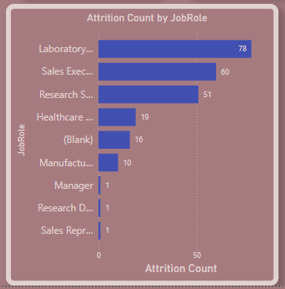 Attrition Count by JobRole
JobRole
Laboratory... 78
Sales Exec... 60
Research S... 51
Healthcare ... 19
(Blank) 16
Manufactu... 10
Manager 1
Research D... 1
Sales Repr... 1
0 50
Attrition Count